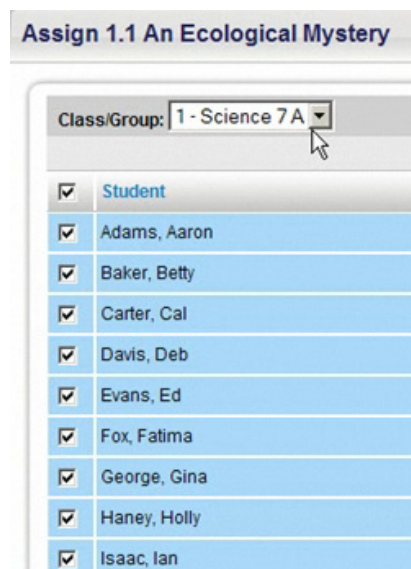 Assign 1.1 An Ecological Mystery
Class/Group: 1 - Science 7 A
Student
Adams, Aaron
Baker, Betty
Carter, Cal
Davis, Deb
Evans, Ed
Fox, Fatima
George, Gina
Haney, Holly
Isaac, Ian